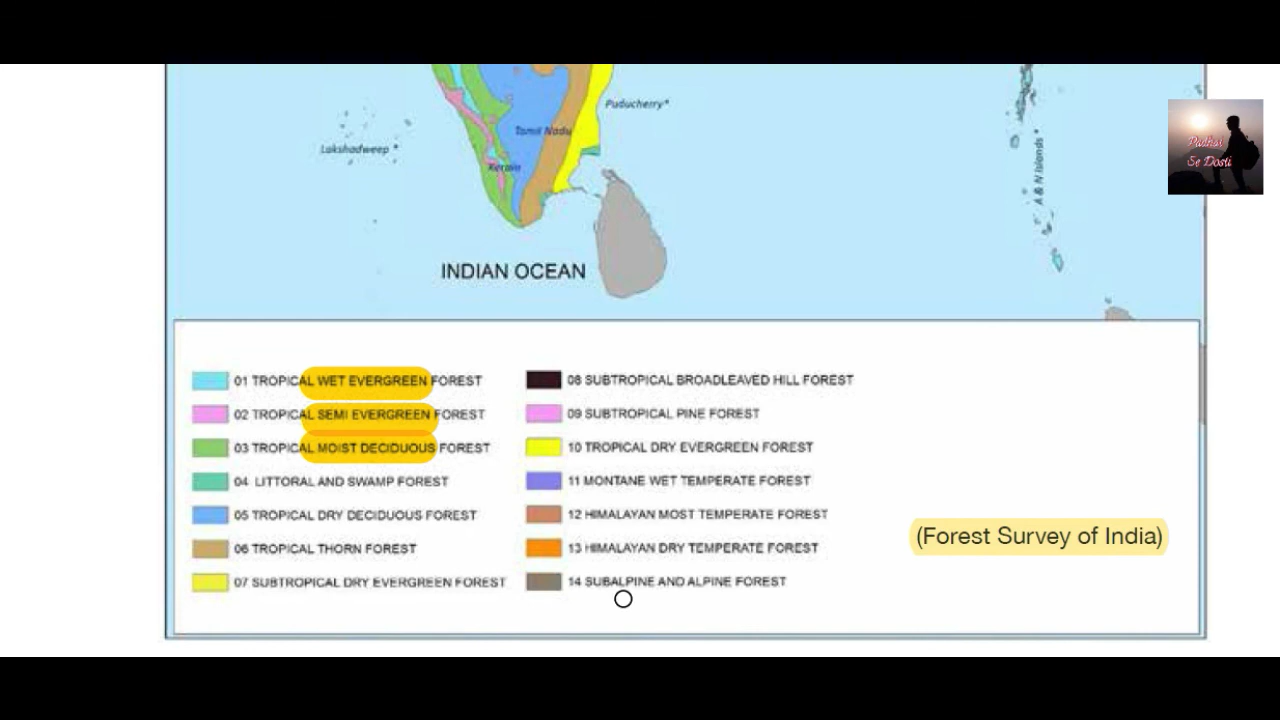 Puducherry*
Tamil Nadu
Lakshadweep *
Kerala
A & N Islands *
Padhai
Se Dosti
INDIAN OCEAN
01 TROPICAL WET EVERGREEN FOREST
02 TROPICAL SEMI EVERGREEN FOREST
03 TROPICAL MOIST DECIDUOUS FOREST
04 LITTORAL AND SWAMP FOREST
05 TROPICAL DRY DECIDUOUS FOREST
06 TROPICAL THORN FOREST
07 SUBTROPICAL DRY EVERGREEN FOREST
08 SUBTROPICAL BROADLEAVED HILL FOREST
09 SUBTROPICAL PINE FOREST
10 TROPICAL DRY EVERGREEN FOREST
11 MONTANE WET TEMPERATE FOREST
12 HIMALAYAN MOST TEMPERATE FOREST
13 HIMALAYAN DRY TEMPERATE FOREST
14 SUBALPINE AND ALPINE FOREST
(Forest Survey of India)